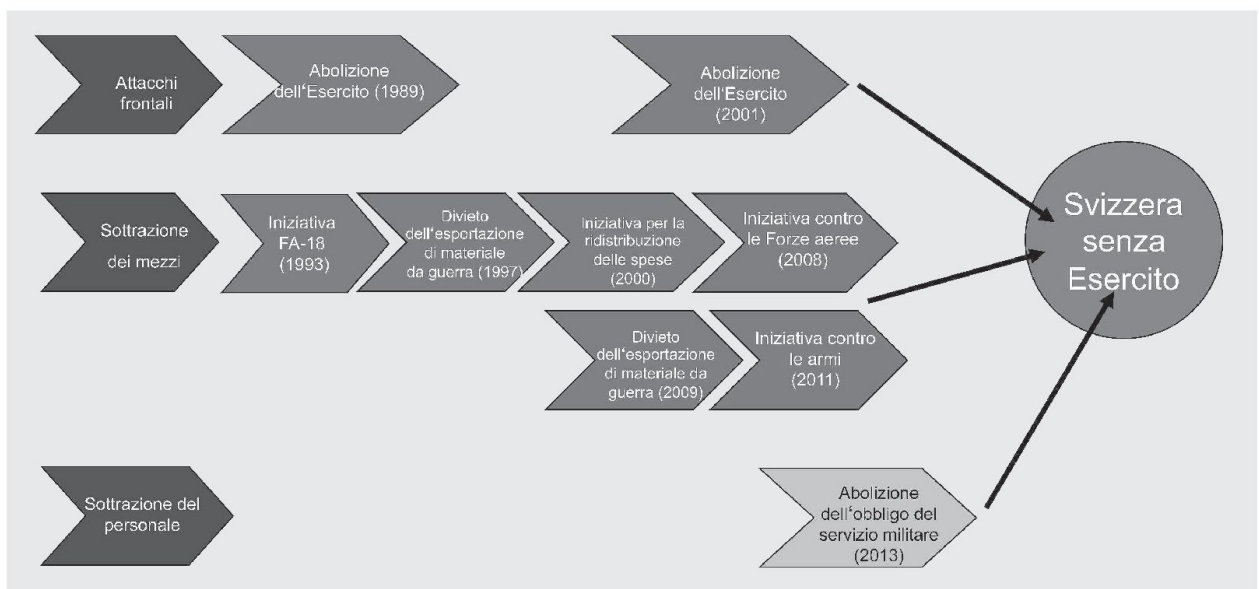 Attacchi
frontali
Abolizione
dell‘Esercito (1989)
Abolizione
dell‘Esercito
(2001)
Sottrazione
dei mezzi
Iniziativa
FA-18
(1993)
Divieto
dell‘esportazione
di materiale
da guerra (1997)
Iniziativa per la
ridistribuzione
delle spese
(2000)
Iniziativa contro
le Forze aeree
(2008)
Svizzera
senza
Esercito
Divieto
dell‘esportazione
di materiale da
guerra (2009)
Iniziativa contro
le armi
(2011)
Sottrazione del
personale
Abolizione
dell‘obbligo del
servizio militare
(2013)